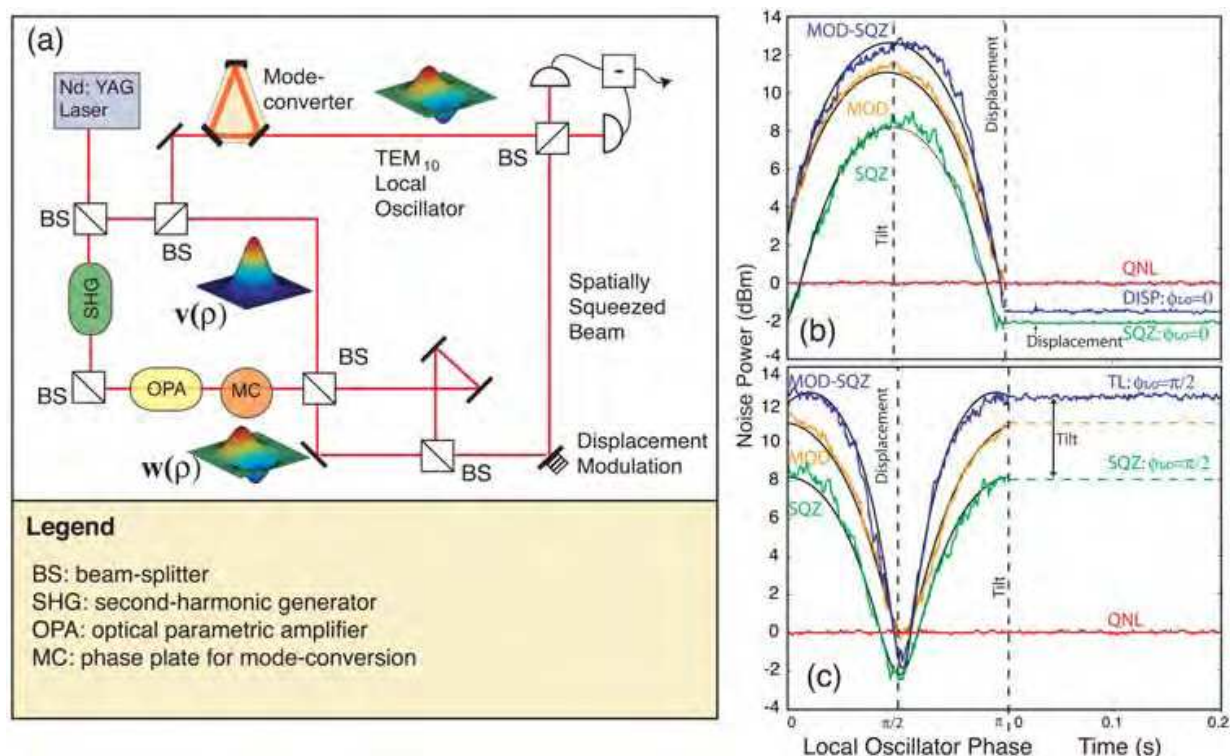 (a)
Nd; YAG
Laser
Mode-
converter
-
BS
TEM10
Local
Oscillator
BS
BS
v(ρ)
SHG
Spatially
Squeezed
Beam
BS
BS
OPA
MC
w(ρ)
BS
Displacement
Modulation
Legend
BS: beam-splitter
SHG: second-harmonic generator
OPA: optical parametric amplifier
MC: phase plate for mode-conversion
Noise Power (dBm)
14
12
10
8
6
4
2
0
-2
-4
MOD-SQZ
MOD
SQZ
Tilt
Displacement
QNL
DISP: ϕLO=0
Displacement
SQZ: ϕLO=0
(b)
14
12
10
8
6
4
2
0
-2
-4
MOD-SQZ
MOD
SQZ
Displacement
Tilt
TL: ϕLO=π/2
Tilt
SQZ: ϕLO=π/2
QNL
(c)
0
π/2
π
0
0.1
0.2
Local Oscillator Phase
Time (s)